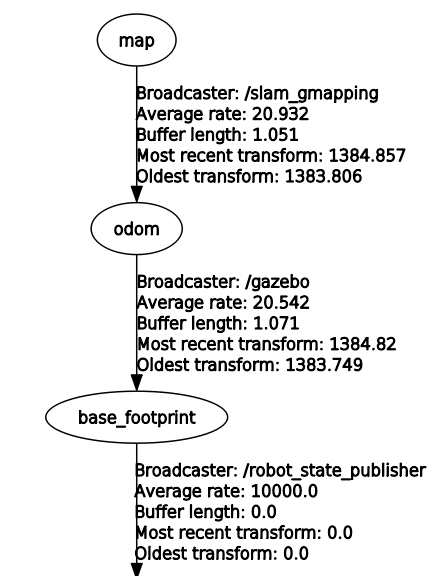 map
Broadcaster: /slam_gmapping
Average rate: 20.932
Buffer length: 1.051
Most recent transform: 1384.857
Oldest transform: 1383.806
odom
Broadcaster: /gazebo
Average rate: 20.542
Buffer length: 1.071
Most recent transform: 1384.82
Oldest transform: 1383.749
base_footprint
Broadcaster: /robot_state_publisher
Average rate: 10000.0
Buffer length: 0.0
Most recent transform: 0.0
Oldest transform: 0.0